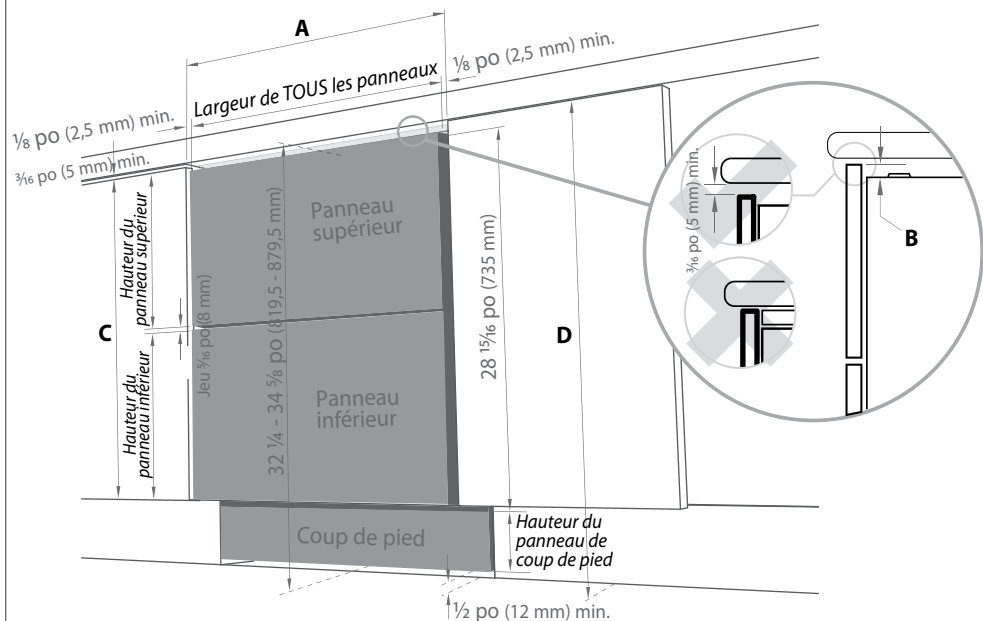 A
⅛ po (2,5 mm) min.
Largeur de TOUS les panneaux
⅛ po (2,5 mm) min.
³⁄₁₆ po (5 mm) min.
Hauteur du
panneau supérieur
Panneau
supérieur
C
Jeu ⁵⁄₁₆ po (8 mm)
32 ¼ - 34 ⅝ po (819,5 - 879,5 mm)
28 ¹⁵⁄₁₆ po (735 mm)
D
Hauteur du
panneau inférieur
Panneau
inférieur
³⁄₁₆ po (5 mm) min.
B
Coup de pied
Hauteur du
panneau de
coup de pied
½ po (12 mm) min.